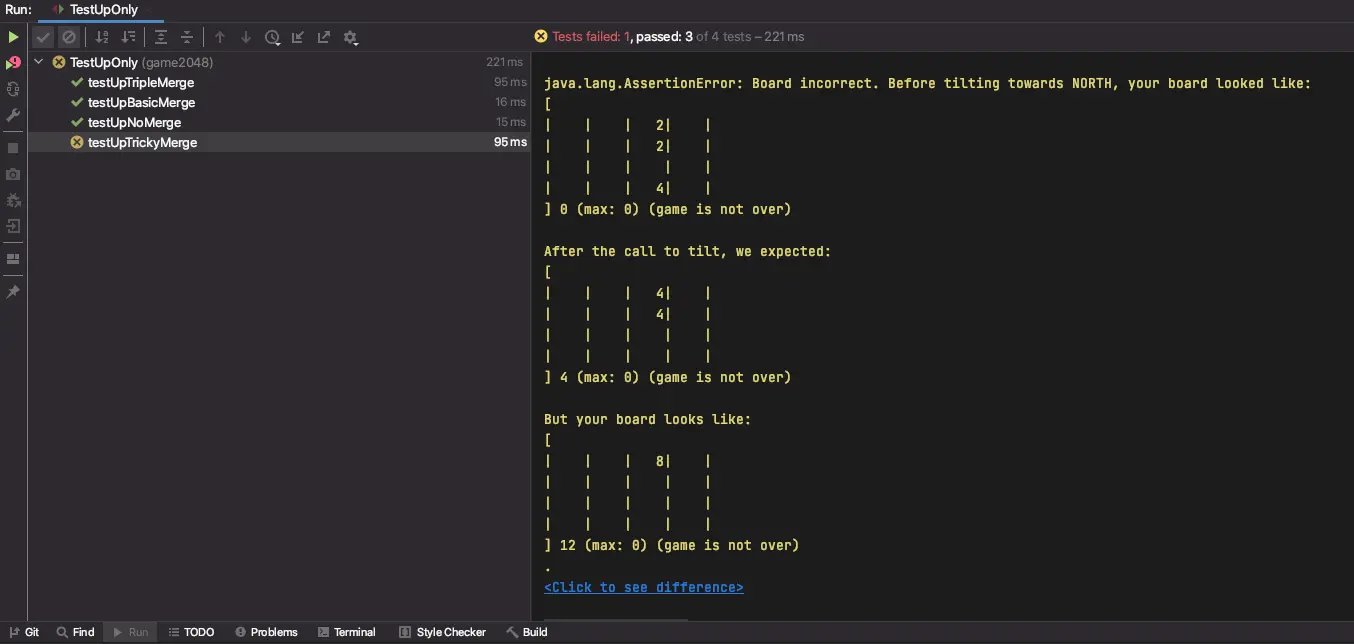 Run: TestUpOnly
Tests failed: 1, passed: 3 of 4 tests – 221 ms
TestUpOnly (game2048) 221 ms
testUpTripleMerge 95 ms
testUpBasicMerge 16 ms
testUpNoMerge 15 ms
testUpTrickyMerge 95 ms
java.lang.AssertionError: Board incorrect. Before tilting towards NORTH, your board looked like:
[
|    |    |   2|    |
|    |    |   2|    |
|    |    |    |    |
|    |    |   4|    |
] 0 (max: 0) (game is not over)
After the call to tilt, we expected:
[
|    |    |   4|    |
|    |    |   4|    |
|    |    |    |    |
|    |    |    |    |
] 4 (max: 0) (game is not over)
But your board looks like:
[
|    |    |   8|    |
|    |    |    |    |
|    |    |    |    |
|    |    |    |    |
] 12 (max: 0) (game is not over)
.
<Click to see difference>
Git Find Run TODO Problems Terminal Style Checker Build